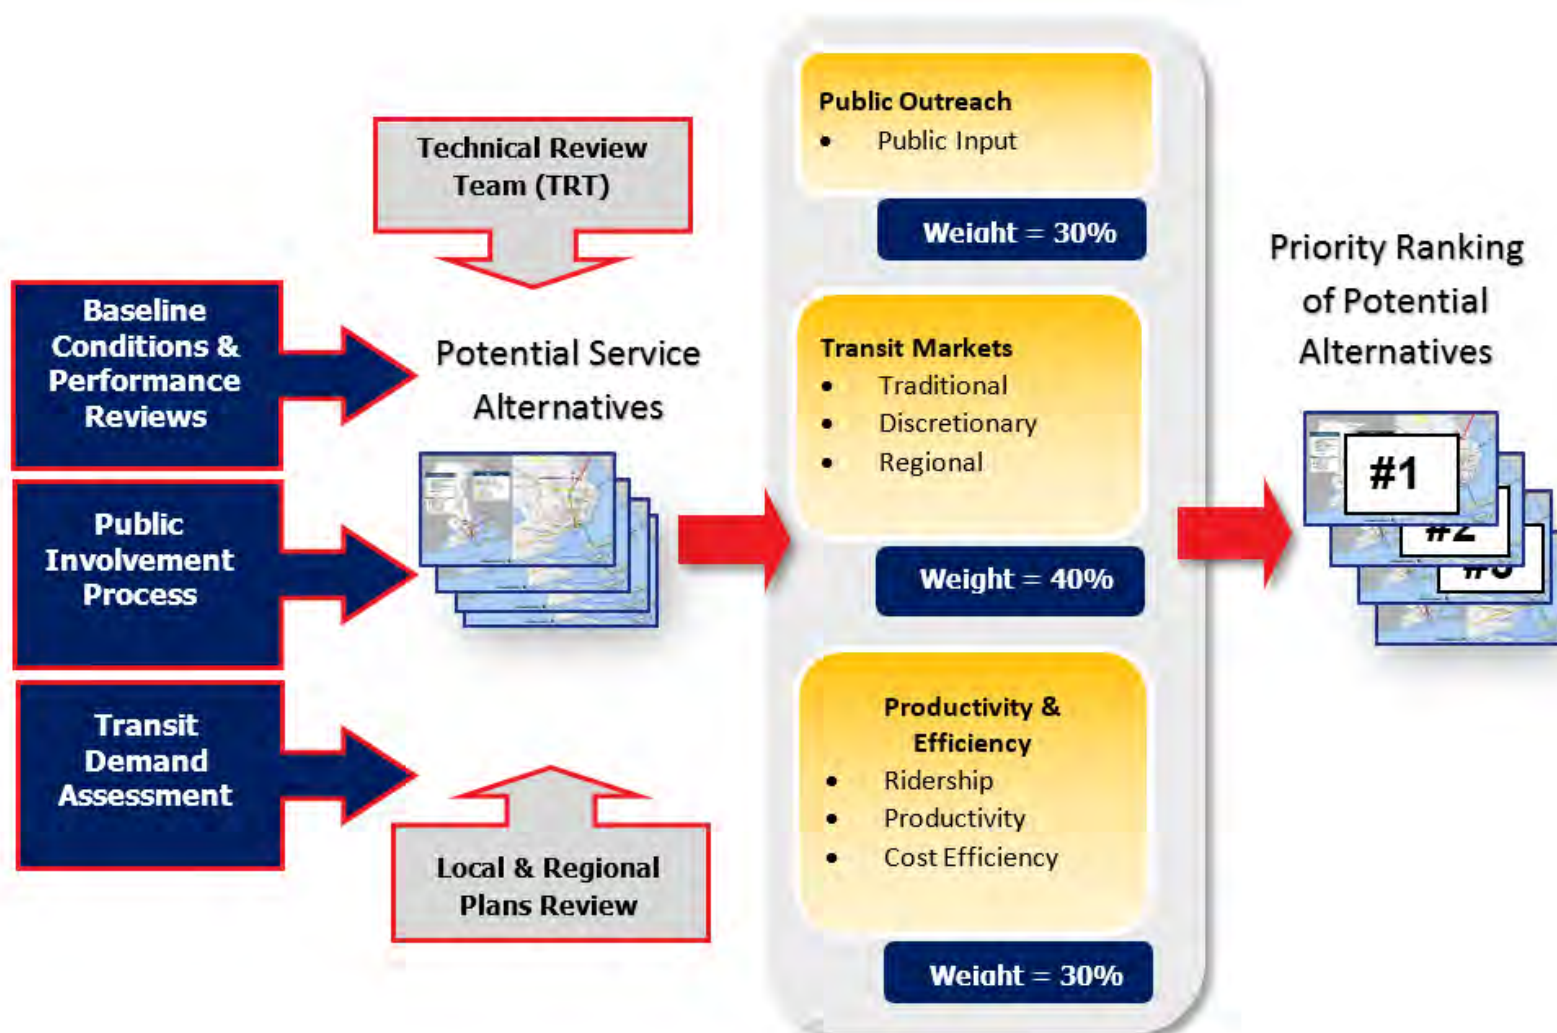 Technical Review
Team (TRT)
Baseline
Conditions &
Performance
Reviews
Public
Involvement
Process
Transit
Demand
Assessment
Potential Service
Alternatives
Local & Regional
Plans Review
Public Outreach
• Public Input
Weight = 30%
Transit Markets
• Traditional
• Discretionary
• Regional
Weight = 40%
Productivity &
Efficiency
• Ridership
• Productivity
• Cost Efficiency
Weight = 30%
Priority Ranking
of Potential
Alternatives
#1
#2